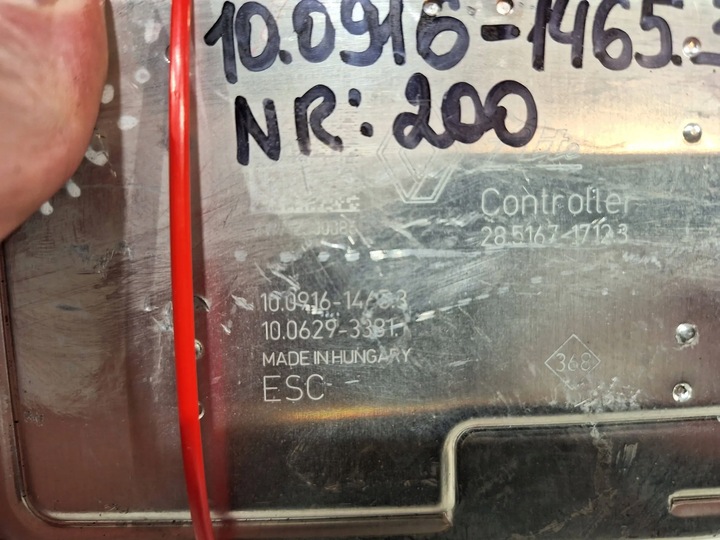 10.0916-1465.3
NR: 200
Controller
28.5167-1712.3
10.0916-1465.3
10.0629-3381
MADE IN HUNGARY
ESC
368